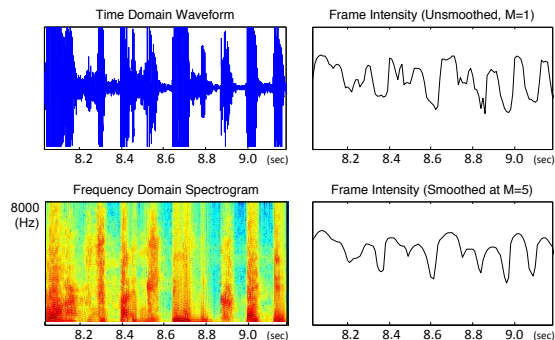 Time Domain Waveform
8.2 8.4 8.6 8.8 9.0 (sec)
Frame Intensity (Unsmoothed, M=1)
8.2 8.4 8.6 8.8 9.0 (sec)
Frequency Domain Spectrogram
8000
(Hz)
8.2 8.4 8.6 8.8 9.0 (sec)
Frame Intensity (Smoothed at M=5)
8.2 8.4 8.6 8.8 9.0 (sec)